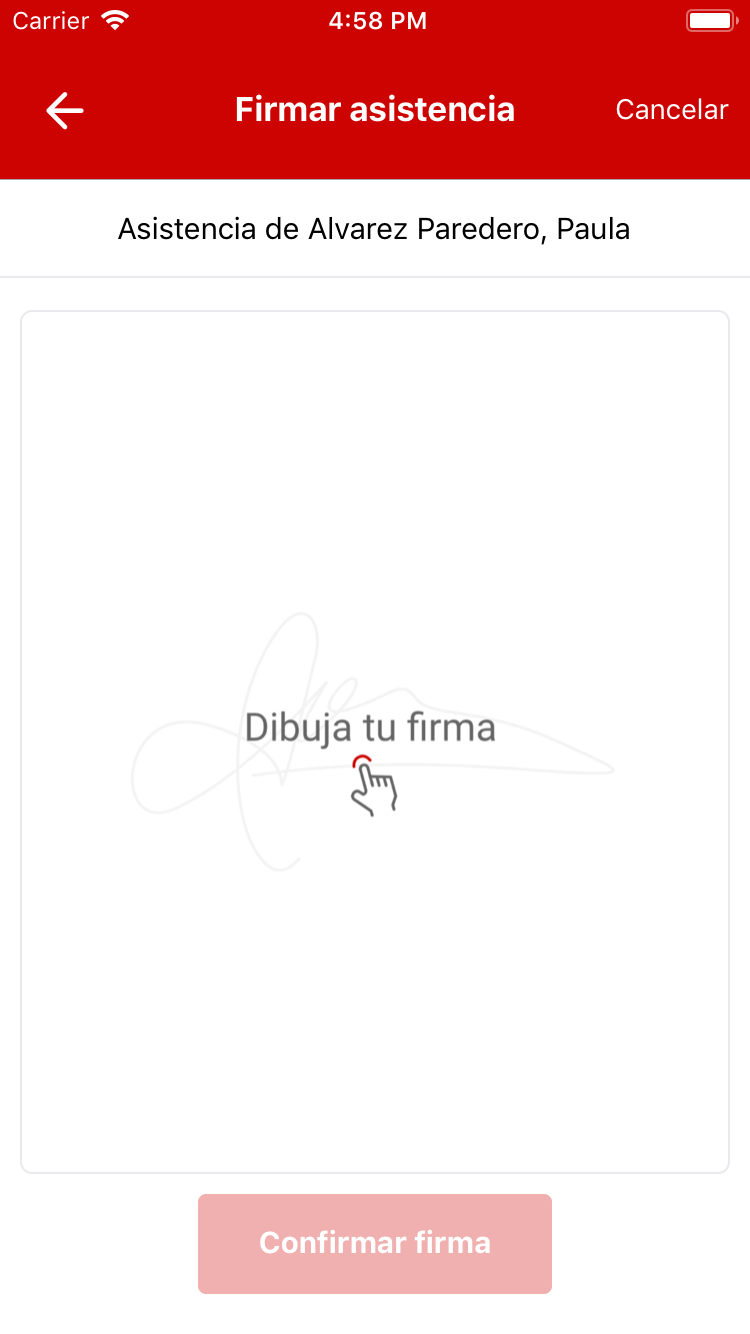 Carrier 4:58 PM
Firmar asistencia Cancelar
Asistencia de Alvarez Paredero, Paula
Dibuja tu firma
Confirmar firma